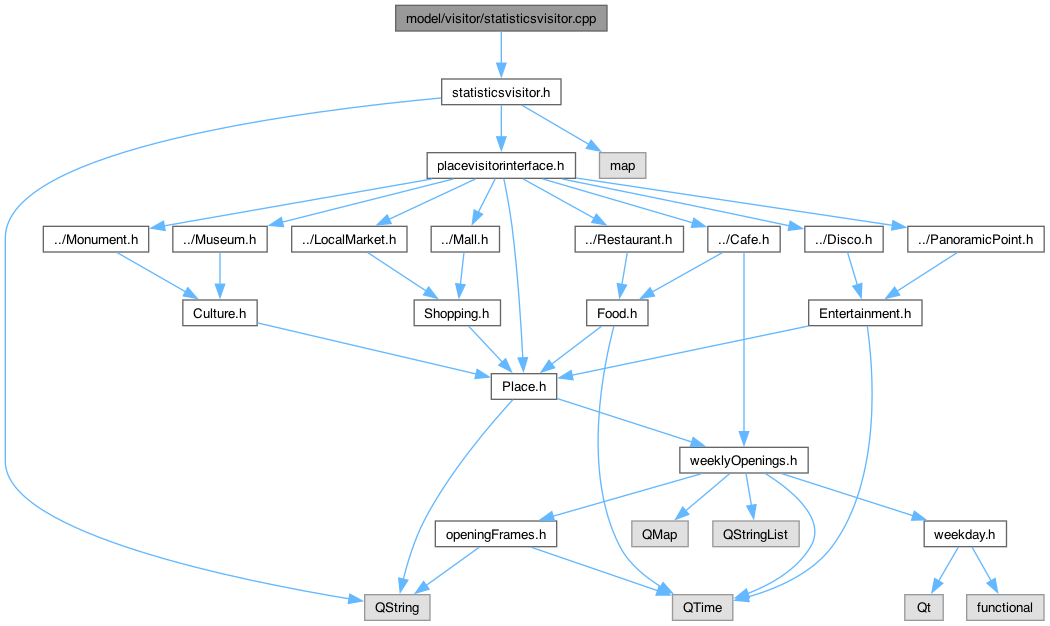 model/visitor/statisticsvisitor.cpp
statisticsvisitor.h
placevisitorinterface.h
map
../Monument.h
../Museum.h
../LocalMarket.h
../Mall.h
../Restaurant.h
../Cafe.h
../Disco.h
../PanoramicPoint.h
Culture.h
Shopping.h
Food.h
Entertainment.h
Place.h
weeklyOpenings.h
openingFrames.h
QMap
QStringList
weekday.h
QString
QTime
Qt
functional